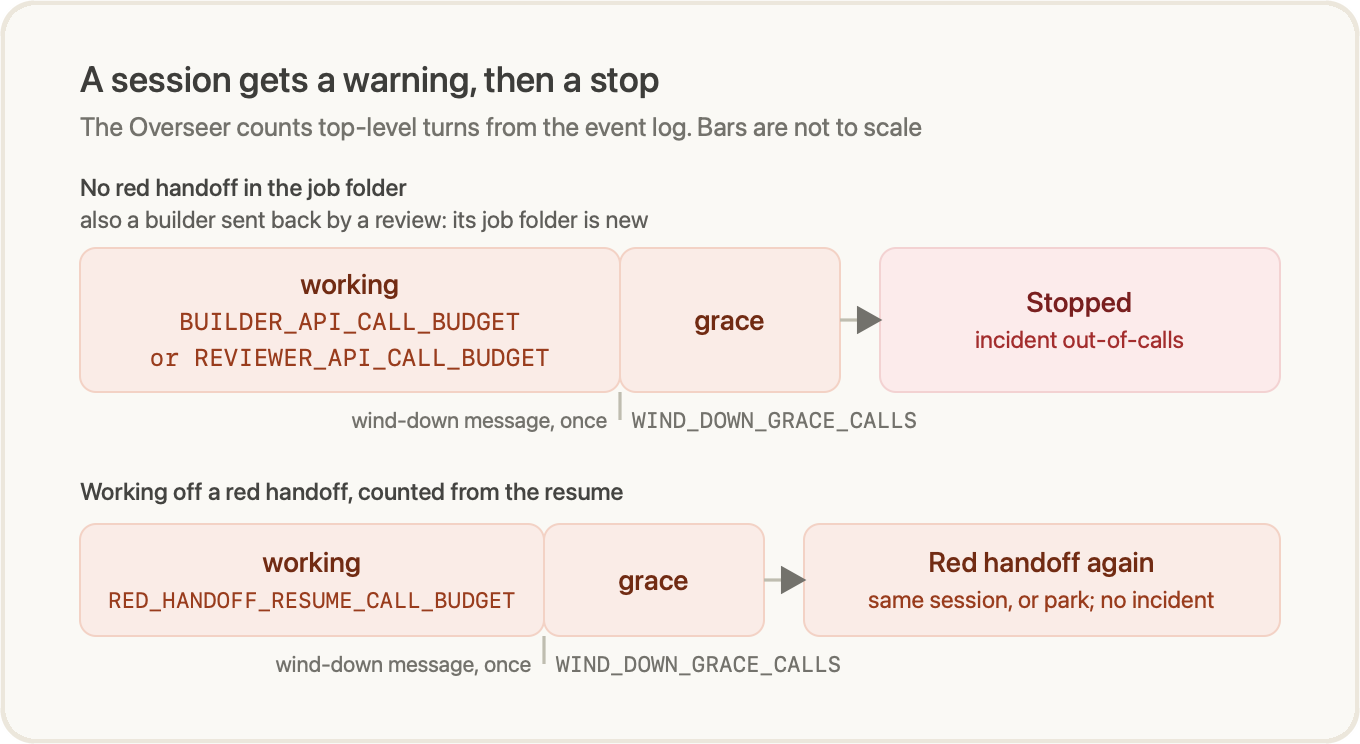 A session gets a warning, then a stop
The Overseer counts top-level turns from the event log. Bars are not to scale
No red handoff in the job folder
also a builder sent back by a review: its job folder is new
working
BUILDER_API_CALL_BUDGET
or REVIEWER_API_CALL_BUDGET
grace
Stopped
incident out-of-calls
wind-down message, once
WIND_DOWN_GRACE_CALLS
Working off a red handoff, counted from the resume
working
RED_HANDOFF_RESUME_CALL_BUDGET
grace
Red handoff again
same session, or park; no incident
wind-down message, once
WIND_DOWN_GRACE_CALLS